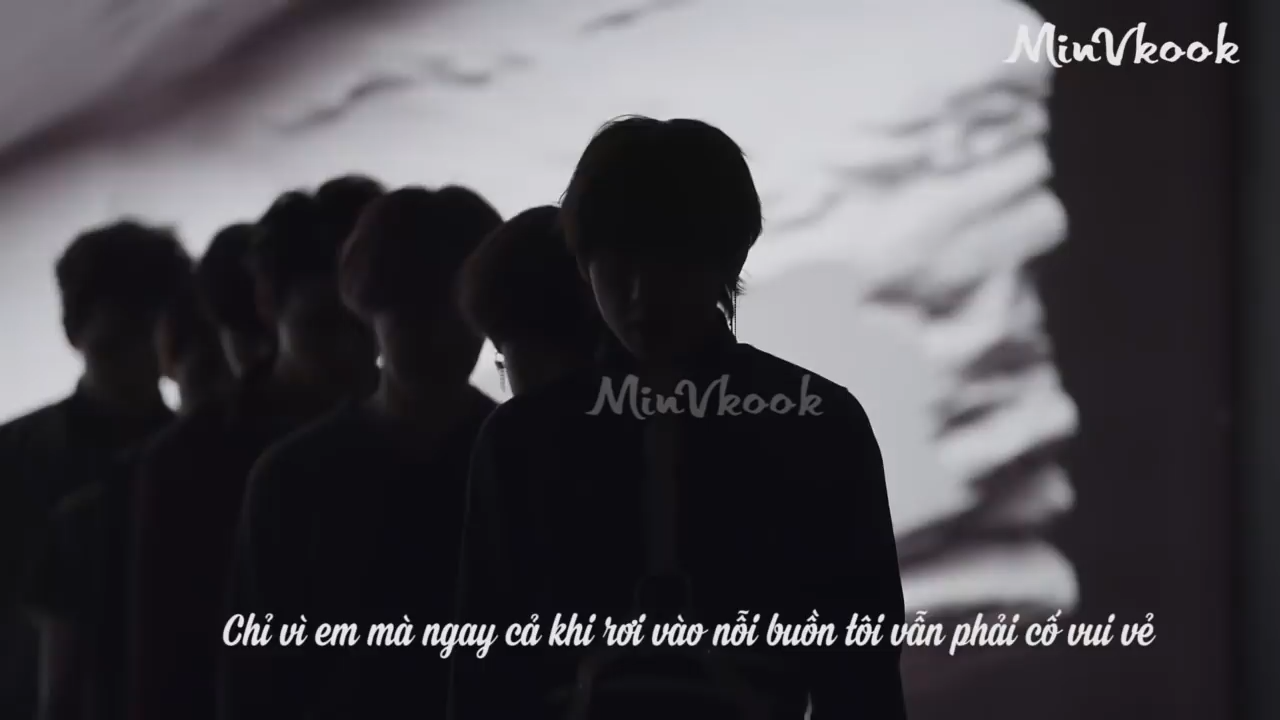 MinVkook
MinVkook
Chỉ vì em mà ngay cả khi rơi vào nỗi buồn tôi vẫn phải cố vui vẻ